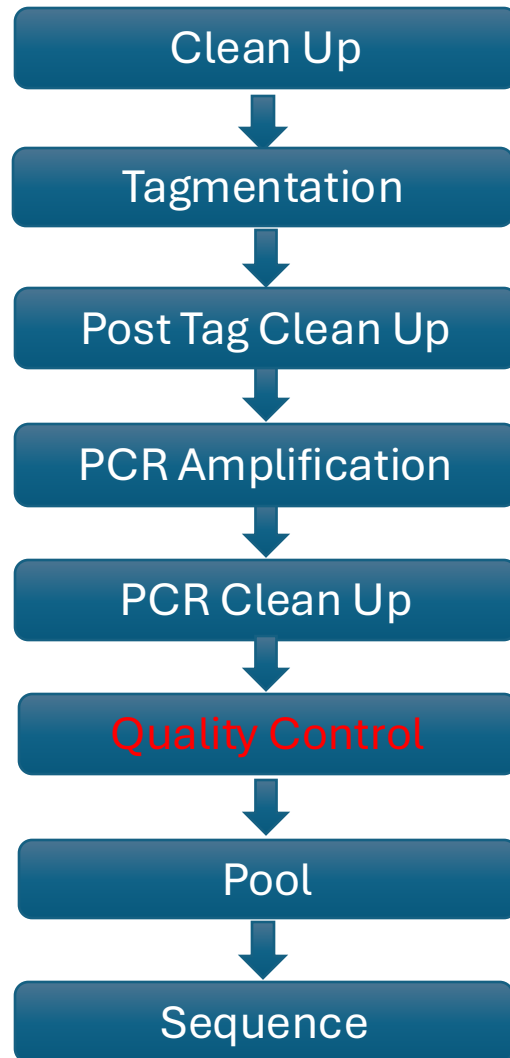 Clean Up
Tagmentation
Post Tag Clean Up
PCR Amplification
PCR Clean Up
Quality Control
Pool
Sequence